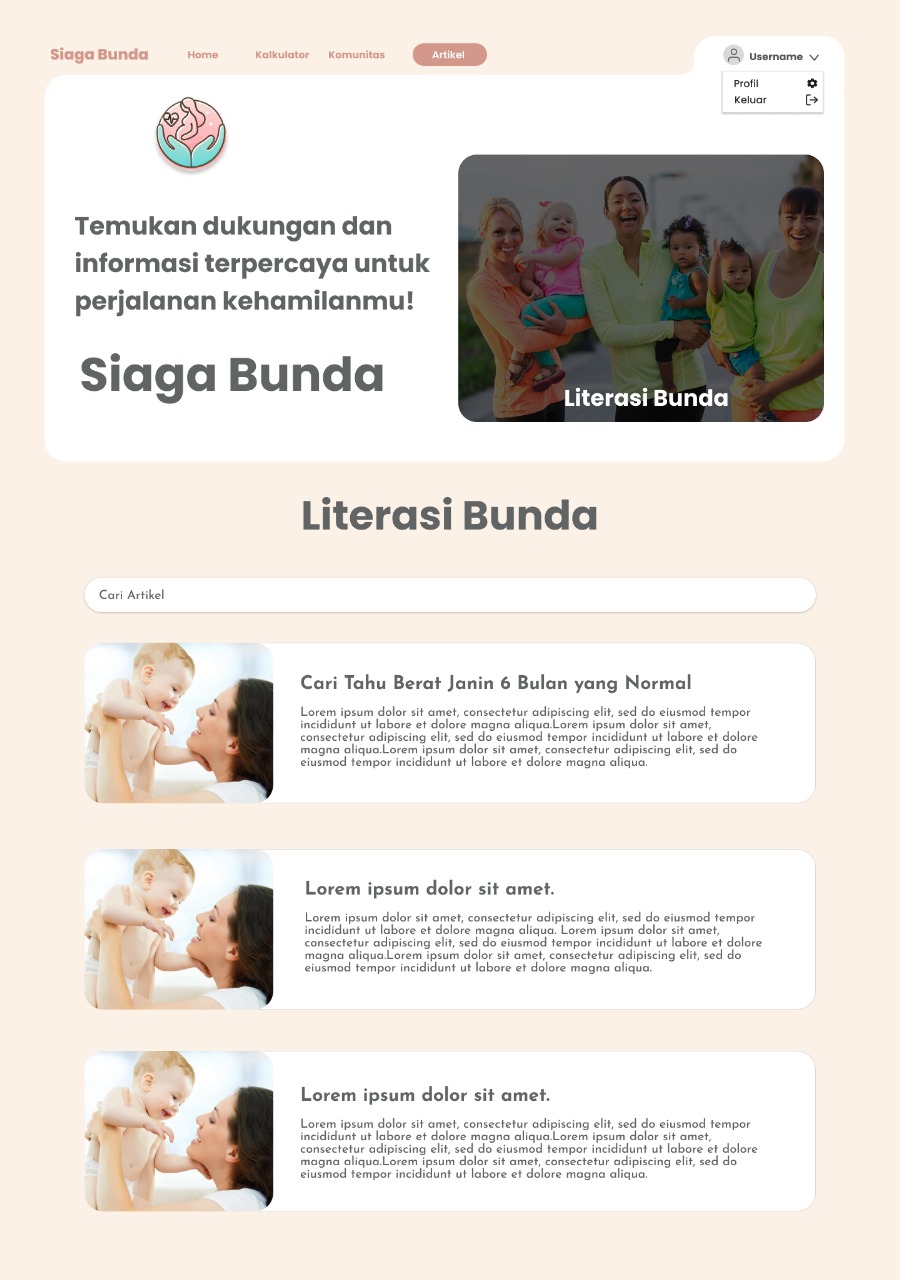 Siaga Bunda
Home
Kalkulator
Komunitas
Artikel
Username
Profil
Keluar
Temukan dukungan dan
informasi terpercaya untuk
perjalanan kehamilanmu!
Siaga Bunda
Literasi Bunda
Literasi Bunda
Cari Artikel
Cari Tahu Berat Janin 6 Bulan yang Normal
Lorem ipsum dolor sit amet, consectetur adipiscing elit, sed do eiusmod tempor
incididunt ut labore et dolore magna aliqua.Lorem ipsum dolor sit amet,
consectetur adipiscing elit, sed do eiusmod tempor incididunt ut labore et dolore
magna aliqua.Lorem ipsum dolor sit amet, consectetur adipiscing elit, sed do
eiusmod tempor incididunt ut labore et dolore magna aliqua.
Lorem ipsum dolor sit amet.
Lorem ipsum dolor sit amet, consectetur adipiscing elit, sed do eiusmod tempor
incididunt ut labore et dolore magna aliqua. Lorem ipsum dolor sit amet,
consectetur adipiscing elit, sed do eiusmod tempor incididunt ut labore et dolore
magna aliqua.Lorem ipsum dolor sit amet, consectetur adipiscing elit, sed do
eiusmod tempor incididunt ut labore et dolore magna aliqua.
Lorem ipsum dolor sit amet.
Lorem ipsum dolor sit amet, consectetur adipiscing elit, sed do eiusmod tempor
incididunt ut labore et dolore magna aliqua.Lorem ipsum dolor sit amet,
consectetur adipiscing elit, sed do eiusmod tempor incididunt ut labore et dolore
magna aliqua.Lorem ipsum dolor sit amet, consectetur adipiscing elit, sed do
eiusmod tempor incididunt ut labore et dolore magna aliqua.